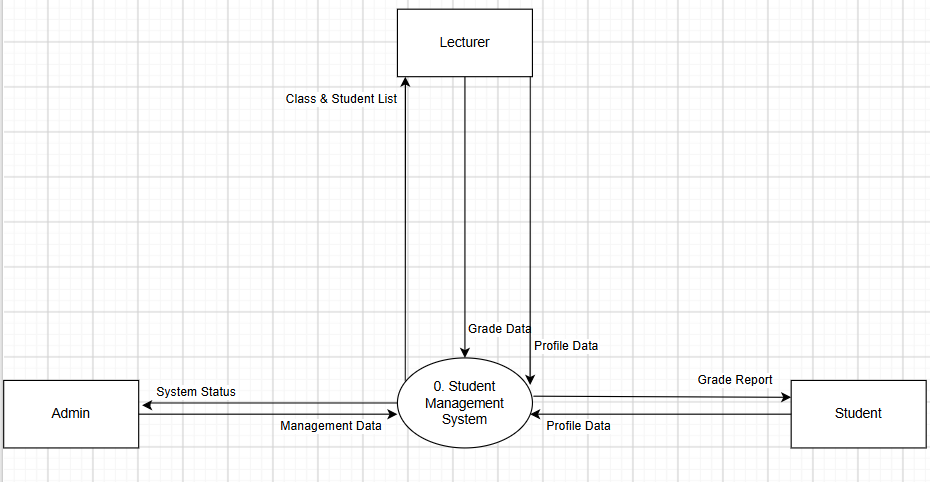 Lecturer
Class & Student List
Grade Data
Profile Data
System Status
Grade Report
Admin
0. Student
Management
System
Student
Management Data
Profile Data